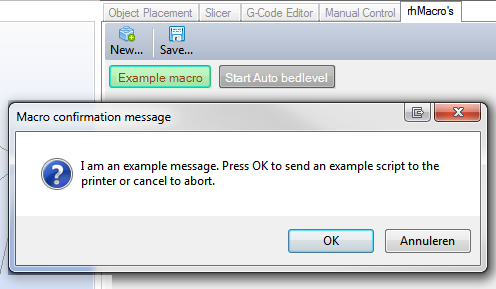 Object Placement Slicer G-Code Editor Manual Control rhMacro's
New... Save...
Example macro Start Auto bedlevel
Macro confirmation message
I am an example message. Press OK to send an example script to the
printer or cancel to abort.
OK Annuleren